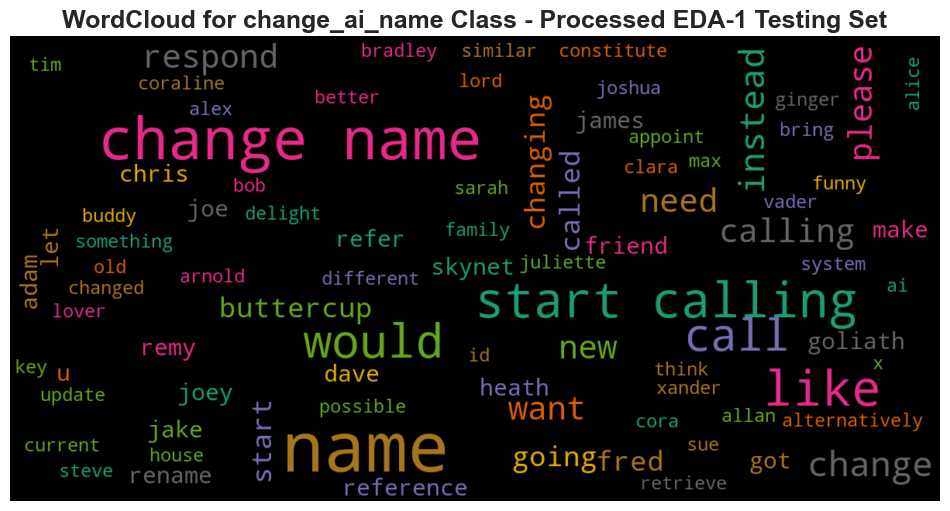 WordCloud for change_ai_name Class - Processed EDA-1 Testing Set
tim
respond
coraline
alex
bradley
better
similar
lord
constitute
joshua
james
appoint
instead
ginger
bring
please
alice
change name
chris
bob
changing
called
clara
max
sarah
need
funny
vader
buddy
joe
delight
refer
family
friend
calling
make
let
something
adam
old
changed
lover
arnold
different
skynet
juliette
system
ai
buttercup
start calling
would
call
goliath
remy
dave
id
new
think
xander
x
like
key
u
update
joey
possible
heath
want
cora
allan
alternatively
jake
start
name
current
house
steve
rename
reference
going
fred
sue
got
retrieve
change